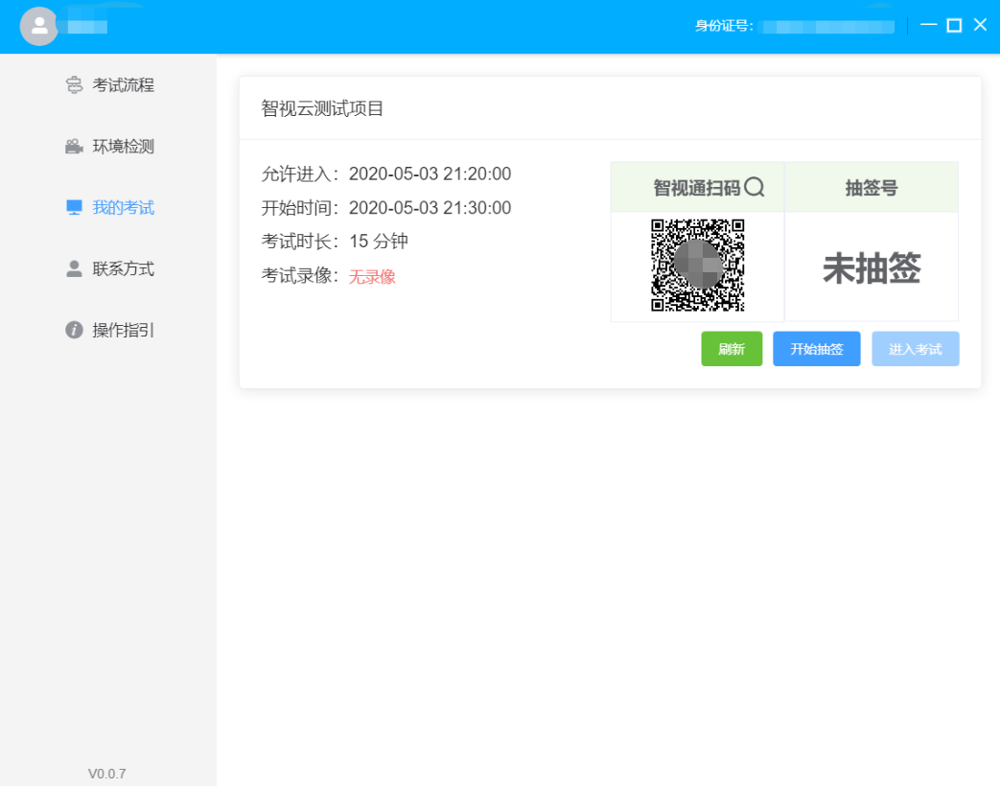 身份证号:
考试流程
环境检测
我的考试
联系方式
操作指引
V0.0.7
智视云测试项目
允许进入：2020-05-03 21:20:00
开始时间：2020-05-03 21:30:00
考试时长：15 分钟
考试录像：无录像
智视通扫码 抽签号
未抽签
刷新 开始抽签 进入考试